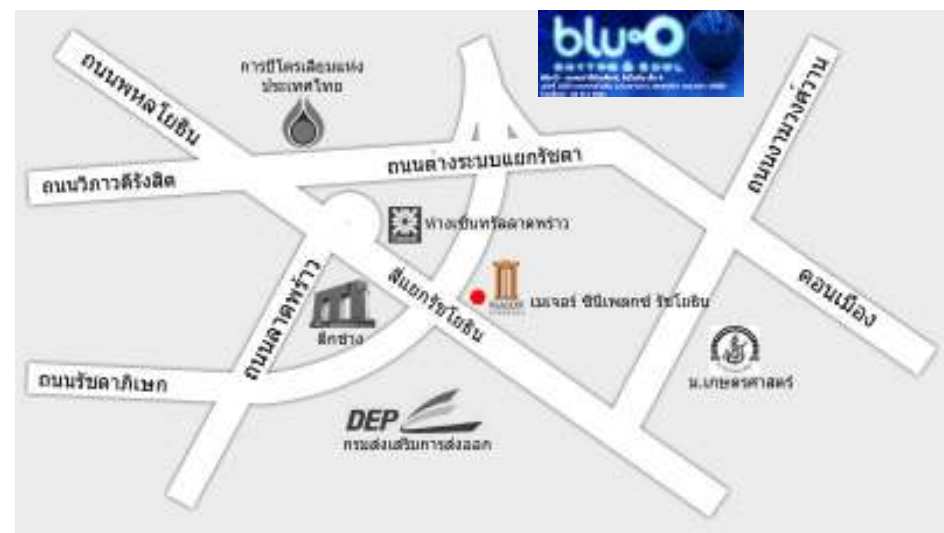 blu-O
RHYTHM & BOWL
ถนนพหลโยธิน
การปิโตรเลียมแห่ง
ประเทศไทย
ถนนงามวงศ์วาน
ถนนวิภาวดีรังสิต
ถนนต่างระบบแยกรัชดา
ห้างเซ็นทรัลลาดพร้าว
ถนนลาดพร้าว
สี่แยกรัชโยธิน
MAJOR
เมเจอร์ ซีนีเพลกซ์ รัชโยธิน
ดอนเมือง
ตึกช้าง
ถนนรัชดาภิเษก
ม.เกษตรศาสตร์
DEP
กรมส่งเสริมการส่งออก